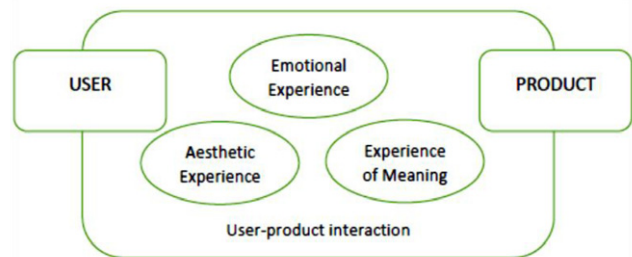 USER
Emotional
Experience
PRODUCT
Aesthetic
Experience
Experience
of Meaning
User-product interaction